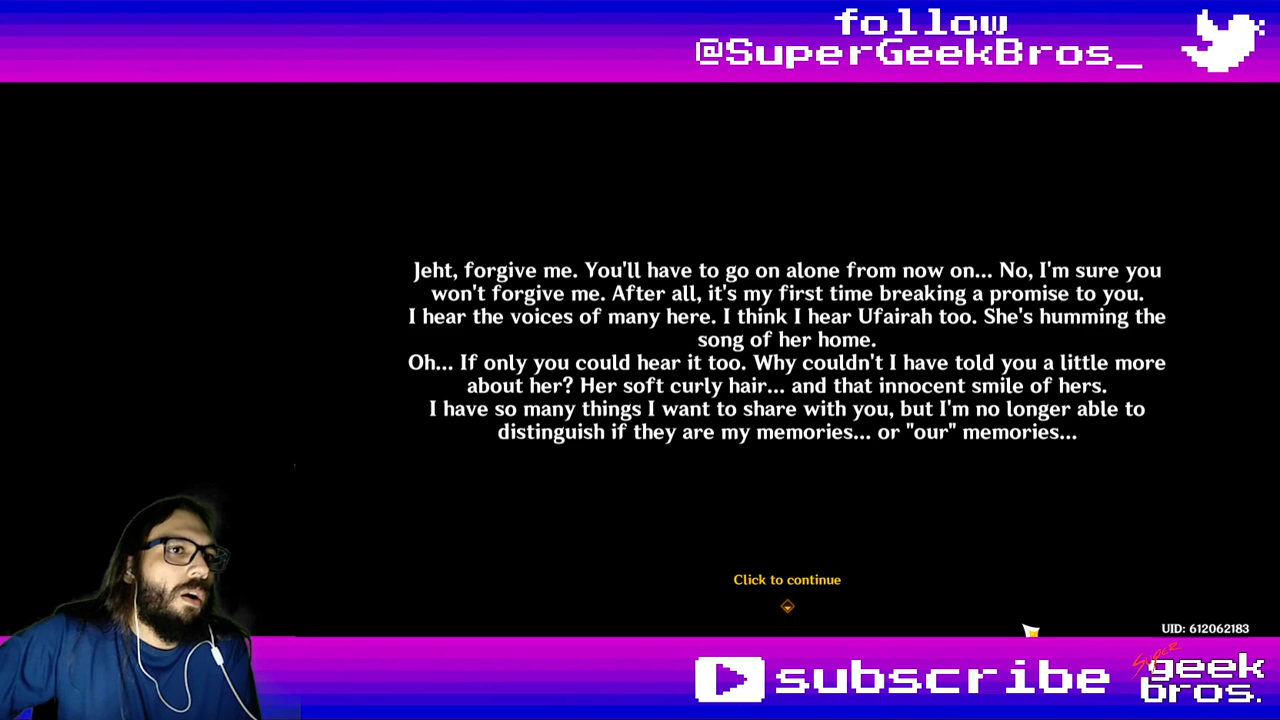 follow
@SuperGeekBros_
Jeht, forgive me. You'll have to go on alone from now on... No, I'm sure you
won't forgive me. After all, it's my first time breaking a promise to you.
I hear the voices of many here. I think I hear Ufairah too. She's humming the
song of her home.
Oh... If only you could hear it too. Why couldn't I have told you a little more
about her? Her soft curly hair... and that innocent smile of hers.
I have so many things I want to share with you, but I'm no longer able to
distinguish if they are my memories... or "our" memories...
Click to continue
UID: 612062183
subscribe
SUPER
geek
bros.